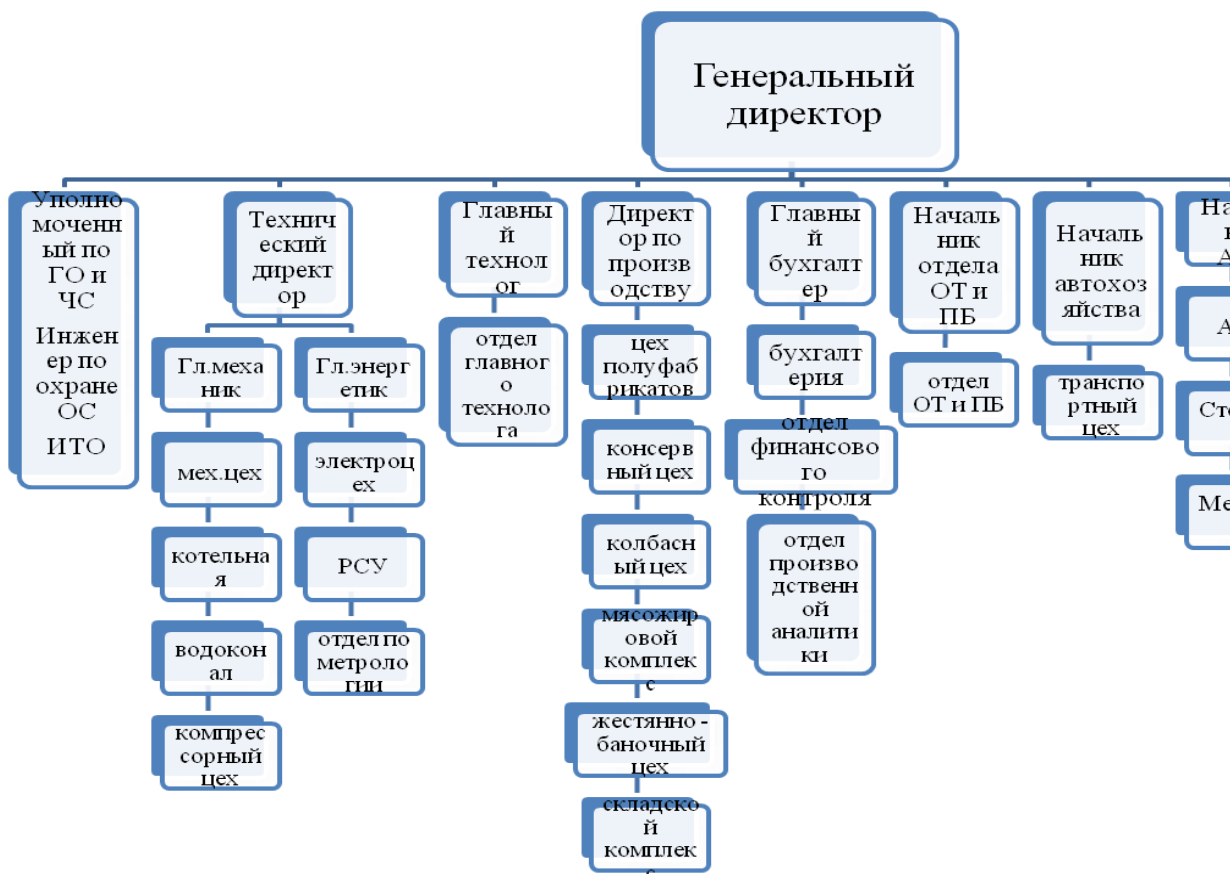 Генеральный
директор
Уполно
моченн
ый по
ГО и
ЧС
Инжен
ер по
охране
ОС
ИТО
Технич
еский
дирек
тор
Гл.меха
ник
мех.цех
котельна
я
водокон
ал
компрес
сорный
цех
Гл.энерг
етик
электроц
ех
РСУ
отдел по
метроло
гии
Главны
й
технол
ог
отдел
главног
о
техноло
га
Директ
ор по
произв
одству
цех
полуфаб
рикатов
консерв
ный цех
колбас
ный цех
мясожир
овой
комплек
с
жестянно -
баночный
цех
складско
й
комплек
с
Главны
й
бухгалт
ер
бухгалт
ерия
отдел
финансово
го
контроля
отдел
произво
дственн
ой
аналити
ки
Началь
ник
отдела
ОТ и
ПБ
отдел
ОТ и ПБ
Началь
ник
автохоз
яйства
транспо
ртный
цех